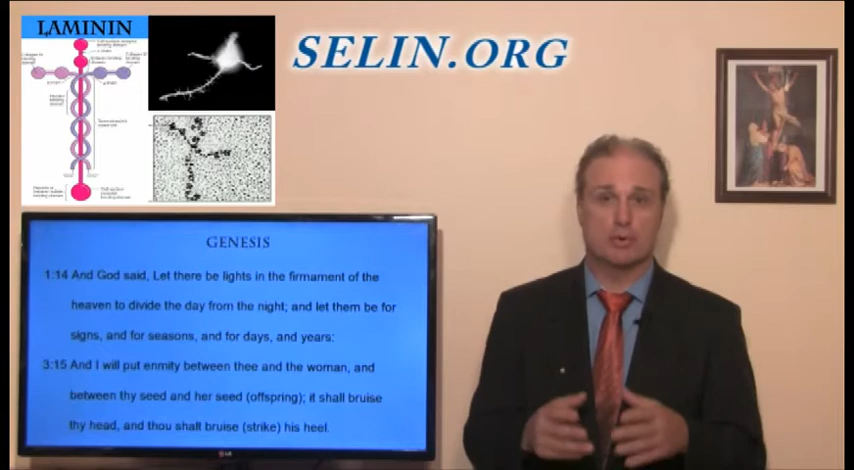 LAMININ
SELIN.ORG
GENESIS
1:14 And God said, Let there be lights in the firmament of the
heaven to divide the day from the night; and let them be for
signs, and for seasons, and for days, and years:
3:15 And I will put enmity between thee and the woman, and
between thy seed and her seed (offspring); it shall bruise
thy head, and thou shalt bruise (strike) his heel.
LG